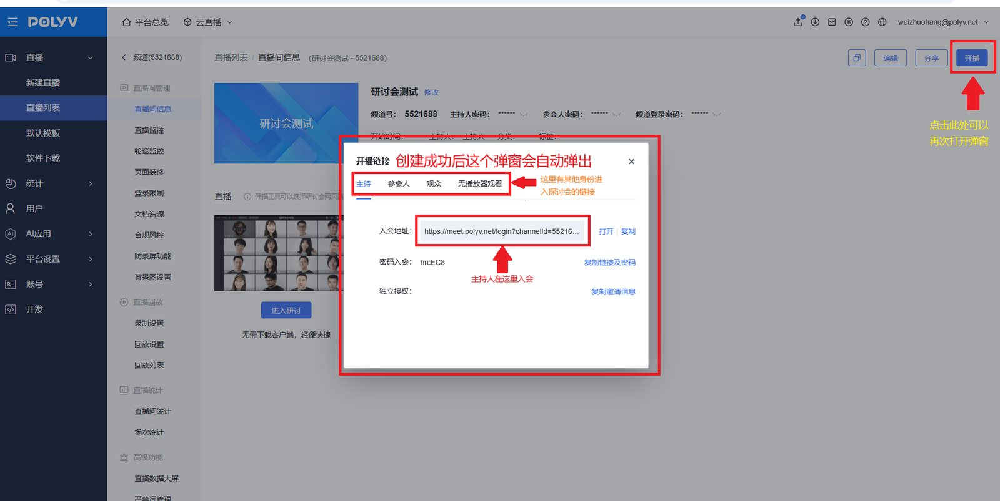 POLYV
平台总览
云直播
weizhuohang@polyv.net
直播
新建直播
直播列表
默认模板
软件下载
统计
用户
AI应用
平台设置
账号
开发
频道(5521688)
直播间管理
直播间信息
直播监控
轮巡监控
页面装修
登录限制
文档资源
合规风控
防录屏功能
背景图设置
直播回放
录制设置
回放设置
回放列表
直播统计
直播间统计
场次统计
高级功能
直播数据大屏
严禁词管理
直播列表 / 直播间信息 (研讨会测试 - 5521688)
编辑
分享
开播
点击此处可以
再次打开弹窗
研讨会测试
研讨会测试 修改
频道号： 5521688 主持人密码： ****** 参会人密码： ****** 频道登录密码： ******
开始时间： 主持人： 主持人 分类： 标签：
直播 开播工具可以选择研讨会网页
进入研讨
无需下载客户端，轻便快捷
开播链接 创建成功后这个弹窗会自动弹出
主持 参会人 观众 无播放器观看
这里有其他身份进
入探讨会的链接
入会地址： https://meet.polyv.net/login?channelId=55216... 打开 | 复制
密码入会： hrcEC8 复制链接及密码
主持人在这里入会
独立授权： 复制邀请信息